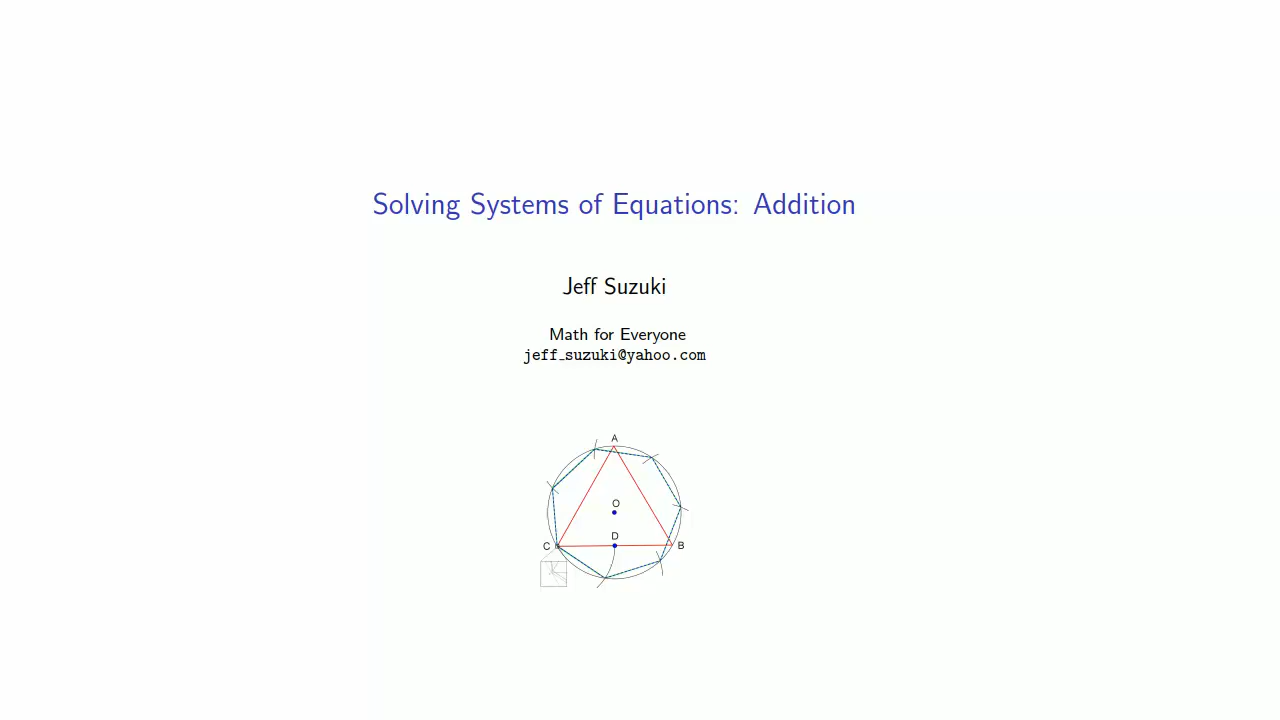 Solving Systems of Equations: Addition
Jeff Suzuki
Math for Everyone
jeff_suzuki@yahoo.com
A
O
D
C
B